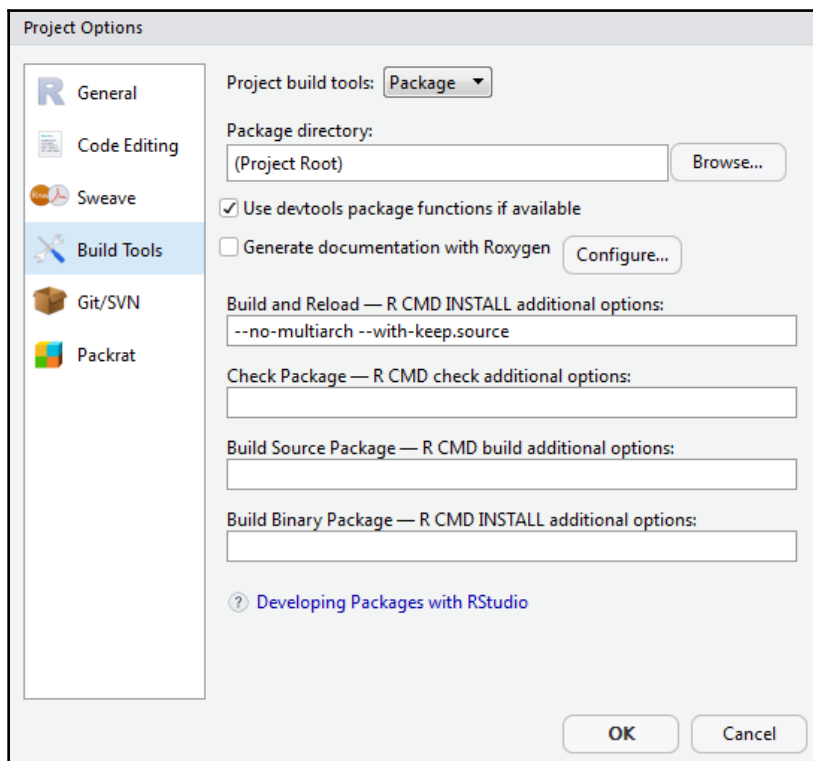 Project Options
General
Code Editing
Sweave
Build Tools
Git/SVN
Packrat
Project build tools: Package
Package directory:
(Project Root)
Browse...
Use devtools package functions if available
Generate documentation with Roxygen
Configure...
Build and Reload — R CMD INSTALL additional options:
--no-multiarch --with-keep.source
Check Package — R CMD check additional options:
Build Source Package — R CMD build additional options:
Build Binary Package — R CMD INSTALL additional options:
? Developing Packages with RStudio
OK
Cancel